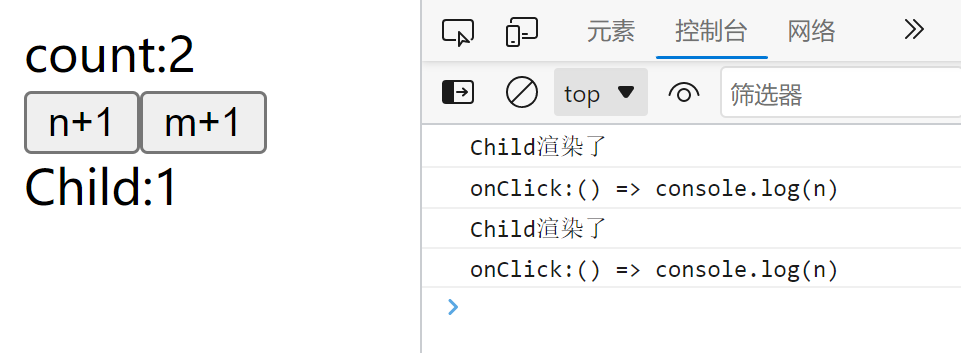 count:2
n+1 m+1
Child:1
元素 控制台 网络
top 筛选器
Child渲染了
onClick:() => console.log(n)
Child渲染了
onClick:() => console.log(n)